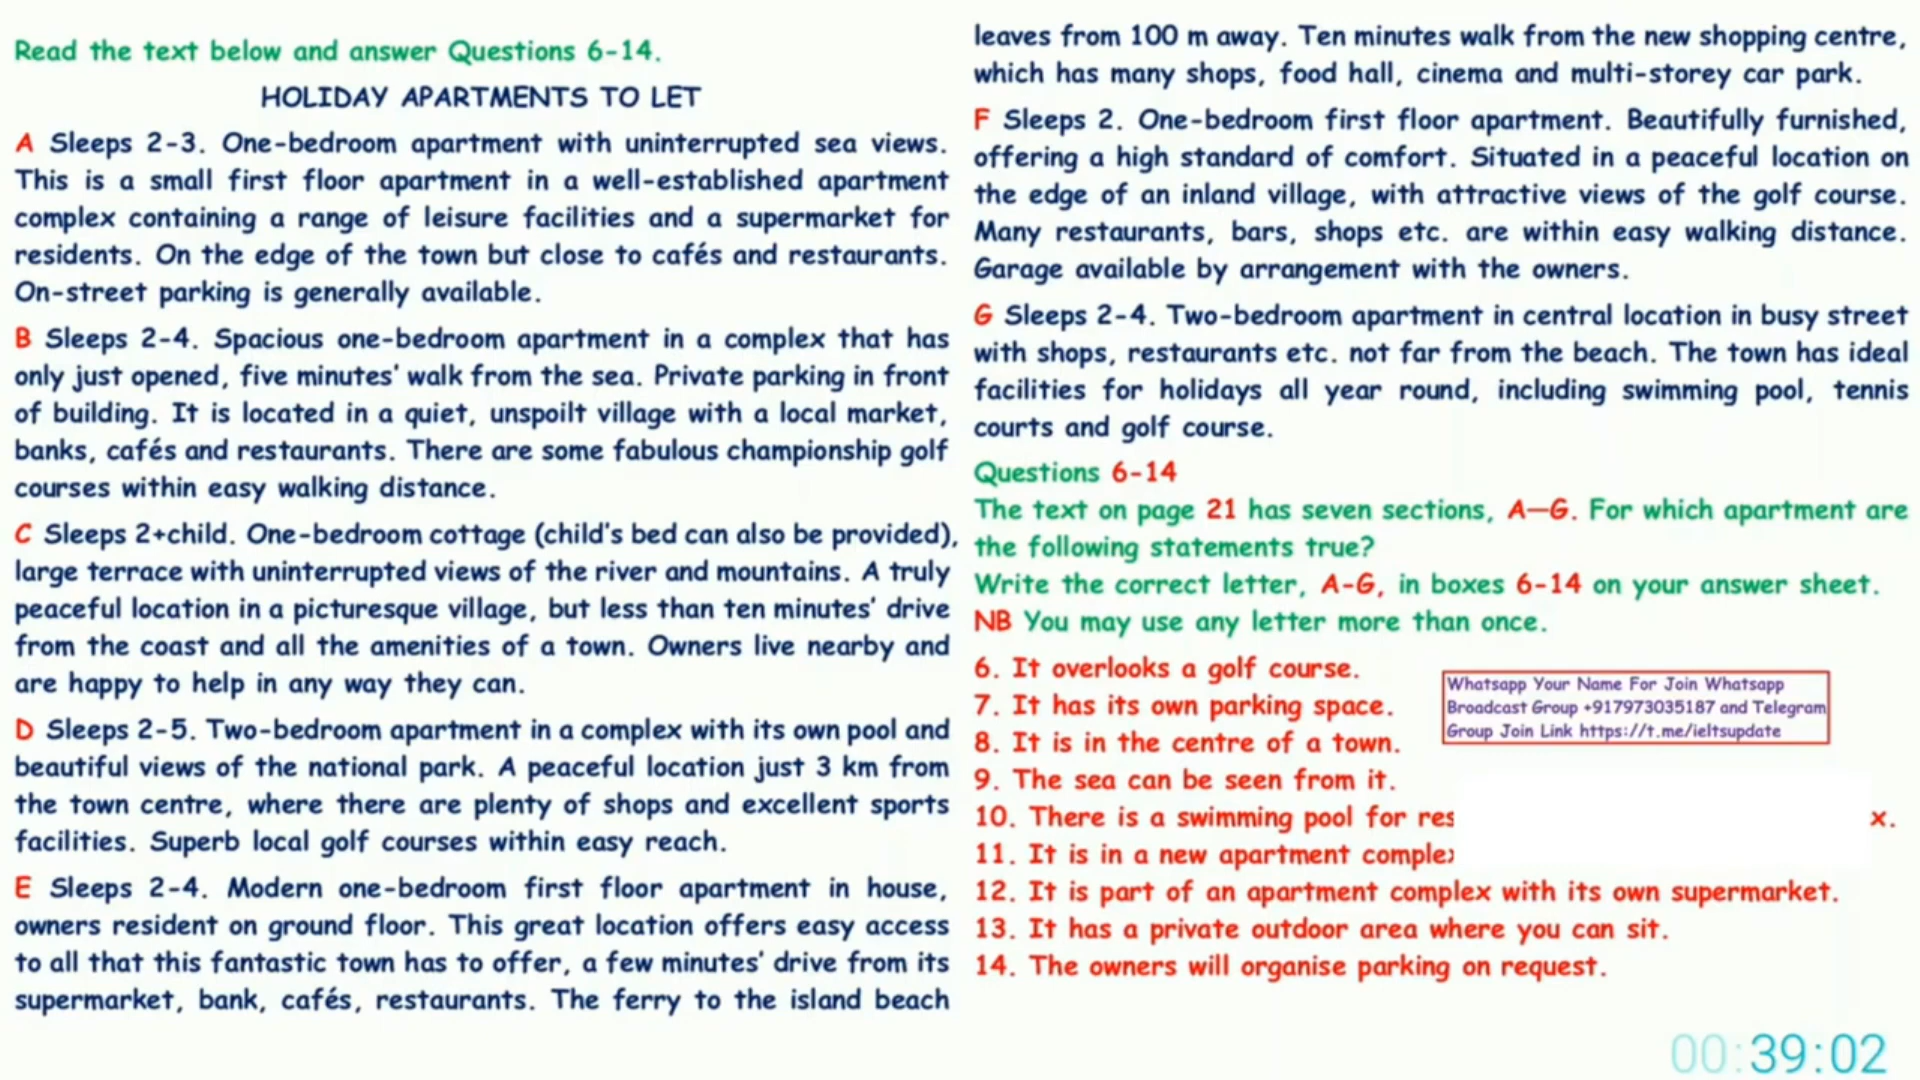 Read the text below and answer Questions 6-14.
HOLIDAY APARTMENTS TO LET
A Sleeps 2-3. One-bedroom apartment with uninterrupted sea views.
This is a small first floor apartment in a well-established apartment
complex containing a range of leisure facilities and a supermarket for
residents. On the edge of the town but close to cafés and restaurants.
On-street parking is generally available.
B Sleeps 2-4. Spacious one-bedroom apartment in a complex that has
only just opened, five minutes' walk from the sea. Private parking in front
of building. It is located in a quiet, unspoilt village with a local market,
banks, cafés and restaurants. There are some fabulous championship golf
courses within easy walking distance.
C Sleeps 2+child. One-bedroom cottage (child's bed can also be provided),
large terrace with uninterrupted views of the river and mountains. A truly
peaceful location in a picturesque village, but less than ten minutes' drive
from the coast and all the amenities of a town. Owners live nearby and
are happy to help in any way they can.
D Sleeps 2-5. Two-bedroom apartment in a complex with its own pool and
beautiful views of the national park. A peaceful location just 3 km from
the town centre, where there are plenty of shops and excellent sports
facilities. Superb local golf courses within easy reach.
E Sleeps 2-4. Modern one-bedroom first floor apartment in house,
owners resident on ground floor. This great location offers easy access
to all that this fantastic town has to offer, a few minutes' drive from its
supermarket, bank, cafés, restaurants. The ferry to the island beach
leaves from 100 m away. Ten minutes walk from the new shopping centre,
which has many shops, food hall, cinema and multi-storey car park.
F Sleeps 2. One-bedroom first floor apartment. Beautifully furnished,
offering a high standard of comfort. Situated in a peaceful location on
the edge of an inland village, with attractive views of the golf course.
Many restaurants, bars, shops etc. are within easy walking distance.
Garage available by arrangement with the owners.
G Sleeps 2-4. Two-bedroom apartment in central location in busy street
with shops, restaurants etc. not far from the beach. The town has ideal
facilities for holidays all year round, including swimming pool, tennis
courts and golf course.
Questions 6-14
The text on page 21 has seven sections, A—G. For which apartment are
the following statements true?
Write the correct letter, A-G, in boxes 6-14 on your answer sheet.
NB You may use any letter more than once.
6. It overlooks a golf course.
7. It has its own parking space.
8. It is in the centre of a town.
9. The sea can be seen from it.
10. There is a swimming pool for res x.
11. It is in a new apartment
12. It is part of an apartment complex with its own supermarket.
13. It has a private outdoor area where you can sit.
14. The owners will organise parking on request.
Whatsapp Your Name For Join Whatsapp
Broadcast Group +917973035187 and Telegram
Group Join Link https://t.me/ieltsupdate
00:39:02